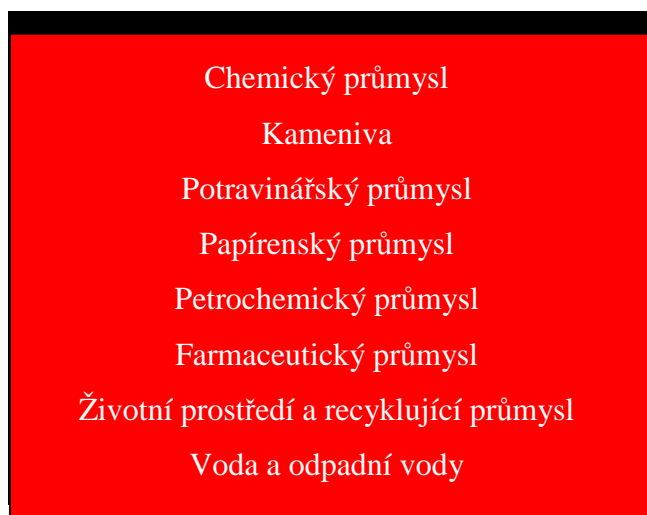 Chemický průmysl
Kameniva
Potravinářský průmysl
Papírenský průmysl
Petrochemický průmysl
Farmaceutický průmysl
Životní prostředí a recyklující průmysl
Voda a odpadní vody